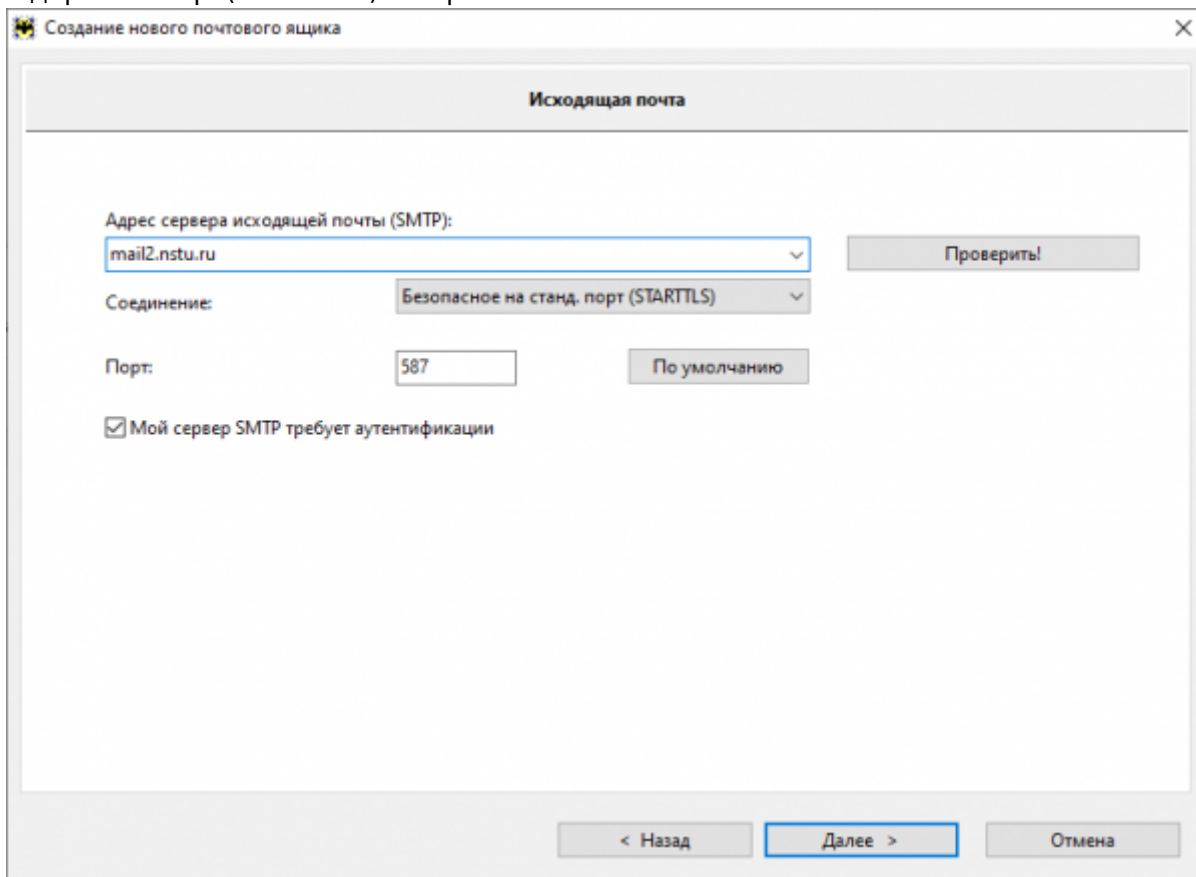 Создание нового почтового ящика
Исходящая почта
Адрес сервера исходящей почты (SMTP):
mail2.nstu.ru
Проверить!
Соединение:
Безопасное на станд. порт (STARTTLS)
Порт:
587
По умолчанию
Мой сервер SMTP требует аутентификации
< Назад
Далее >
Отмена